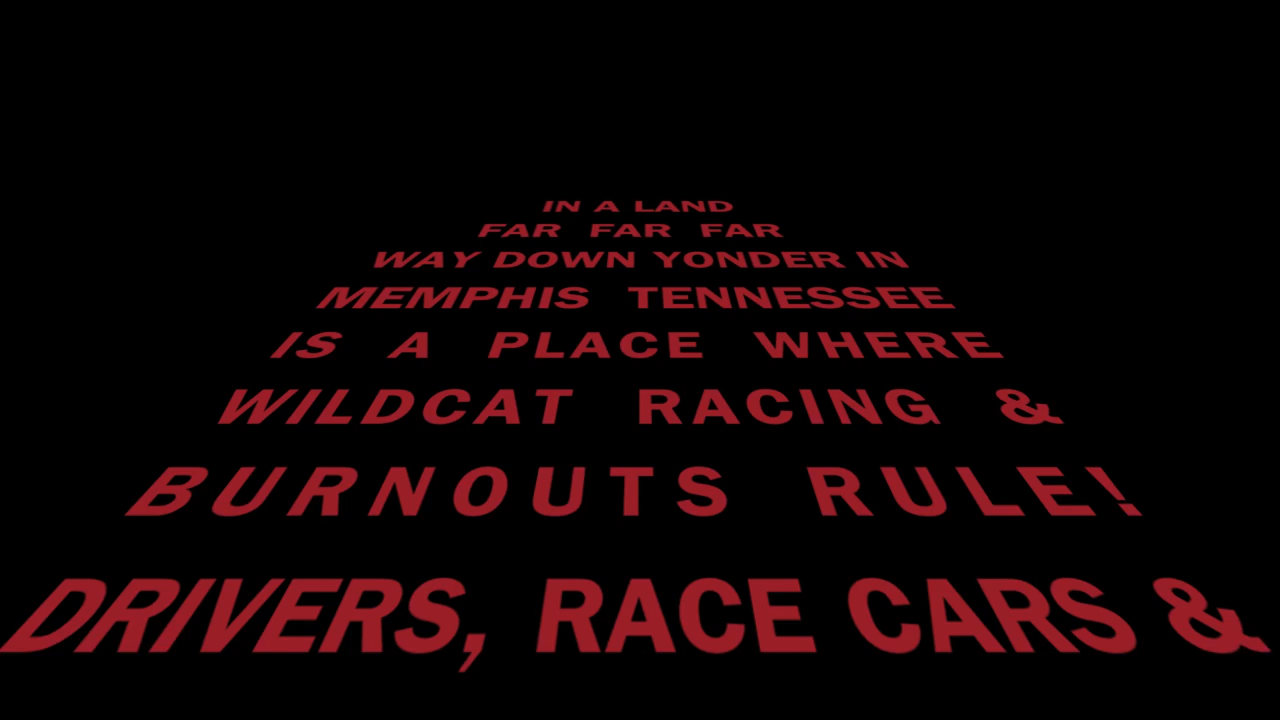 IN A LAND
FAR FAR FAR
WAY DOWN YONDER IN
MEMPHIS TENNESSEE
IS A PLACE WHERE
WILDCAT RACING &
BURNOUTS RULE!
DRIVERS, RACE CARS &